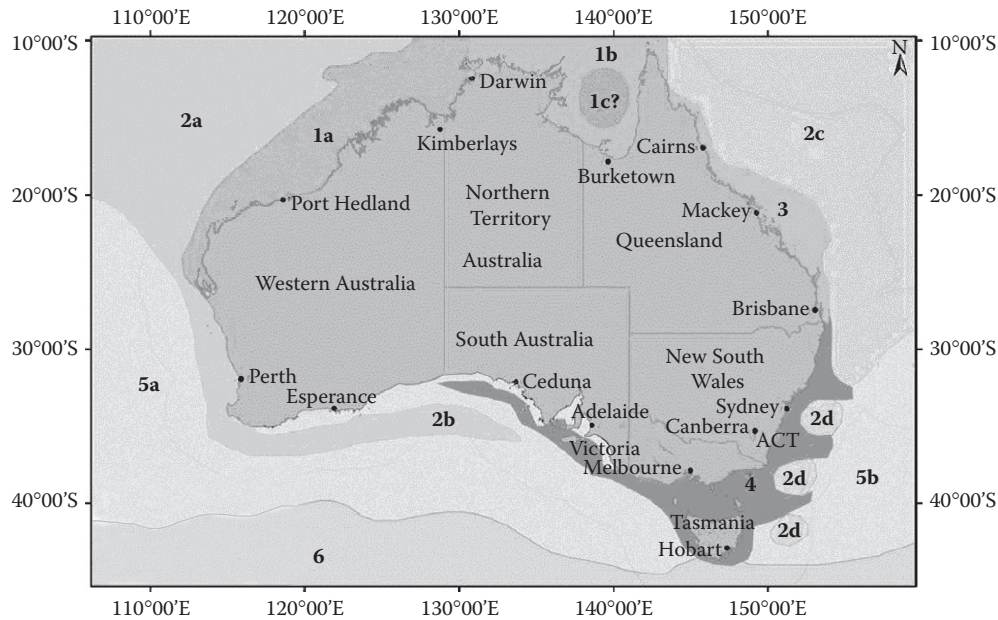 110°00'E 120°00'E 130°00'E 140°00'E 150°00'E
10°00'S 10°00'S
N
1b
Darwin
1c?
2a
1a
2c
Kimberlays
Cairns
Burketown
20°00'S 20°00'S
Port Hedland
Northern
Territory
Mackey
3
Queensland
Australia
Western Australia
Brisbane
30°00'S 30°00'S
South Australia
New South
Wales
5a
Perth
Ceduna
Esperance
Sydney
Adelaide
2b
2d
Canberra
ACT
Victoria
Melbourne
2d
5b
4
40°00'S 40°00'S
Tasmania
2d
Hobart
6
110°00'E 120°00'E 130°00'E 140°00'E 150°00'E